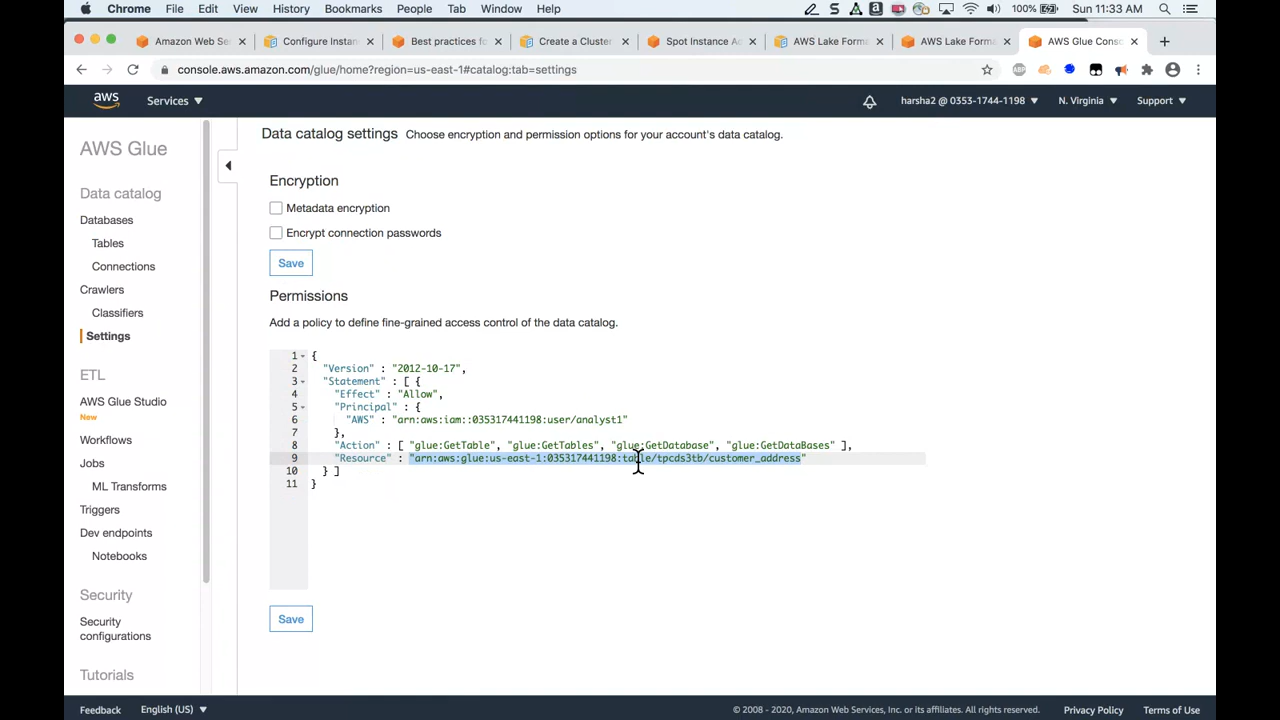 Chrome File Edit View History Bookmarks People Tab Window Help 100% Sun 11:33 AM
Amazon Web Se Configure Instan Best practices fo Create a Cluster Spot Instance Ad AWS Lake Forma AWS Lake Forma AWS Glue Conso
console.aws.amazon.com/glue/home?region=us-east-1#catalog:tab=settings
aws Services harsha2 @ 0353-1744-1198 N. Virginia Support
AWS Glue
Data catalog
Databases
Tables
Connections
Crawlers
Classifiers
Settings
ETL
AWS Glue Studio
New
Workflows
Jobs
ML Transforms
Triggers
Dev endpoints
Notebooks
Security
Security
configurations
Tutorials
Data catalog settings Choose encryption and permission options for your account's data catalog.
Encryption
Metadata encryption
Encrypt connection passwords
Save
Permissions
Add a policy to define fine-grained access control of the data catalog.
1 {
2 "Version" : "2012-10-17",
3 "Statement" : [ {
4 "Effect" : "Allow",
5 "Principal" : {
6 "AWS" : "arn:aws:iam::035317441198:user/analyst1"
7 },
8 "Action" : [ "glue:GetTable", "glue:GetTables", "glue:GetDatabase", "glue:GetDataBases" ],
9 "Resource" : "arn:aws:glue:us-east-1:035317441198:table/tpcds3tb/customer_address"
10 } ]
11 }
Save
Feedback English (US) © 2008 - 2020, Amazon Web Services, Inc. or its affiliates. All rights reserved. Privacy Policy Terms of Use